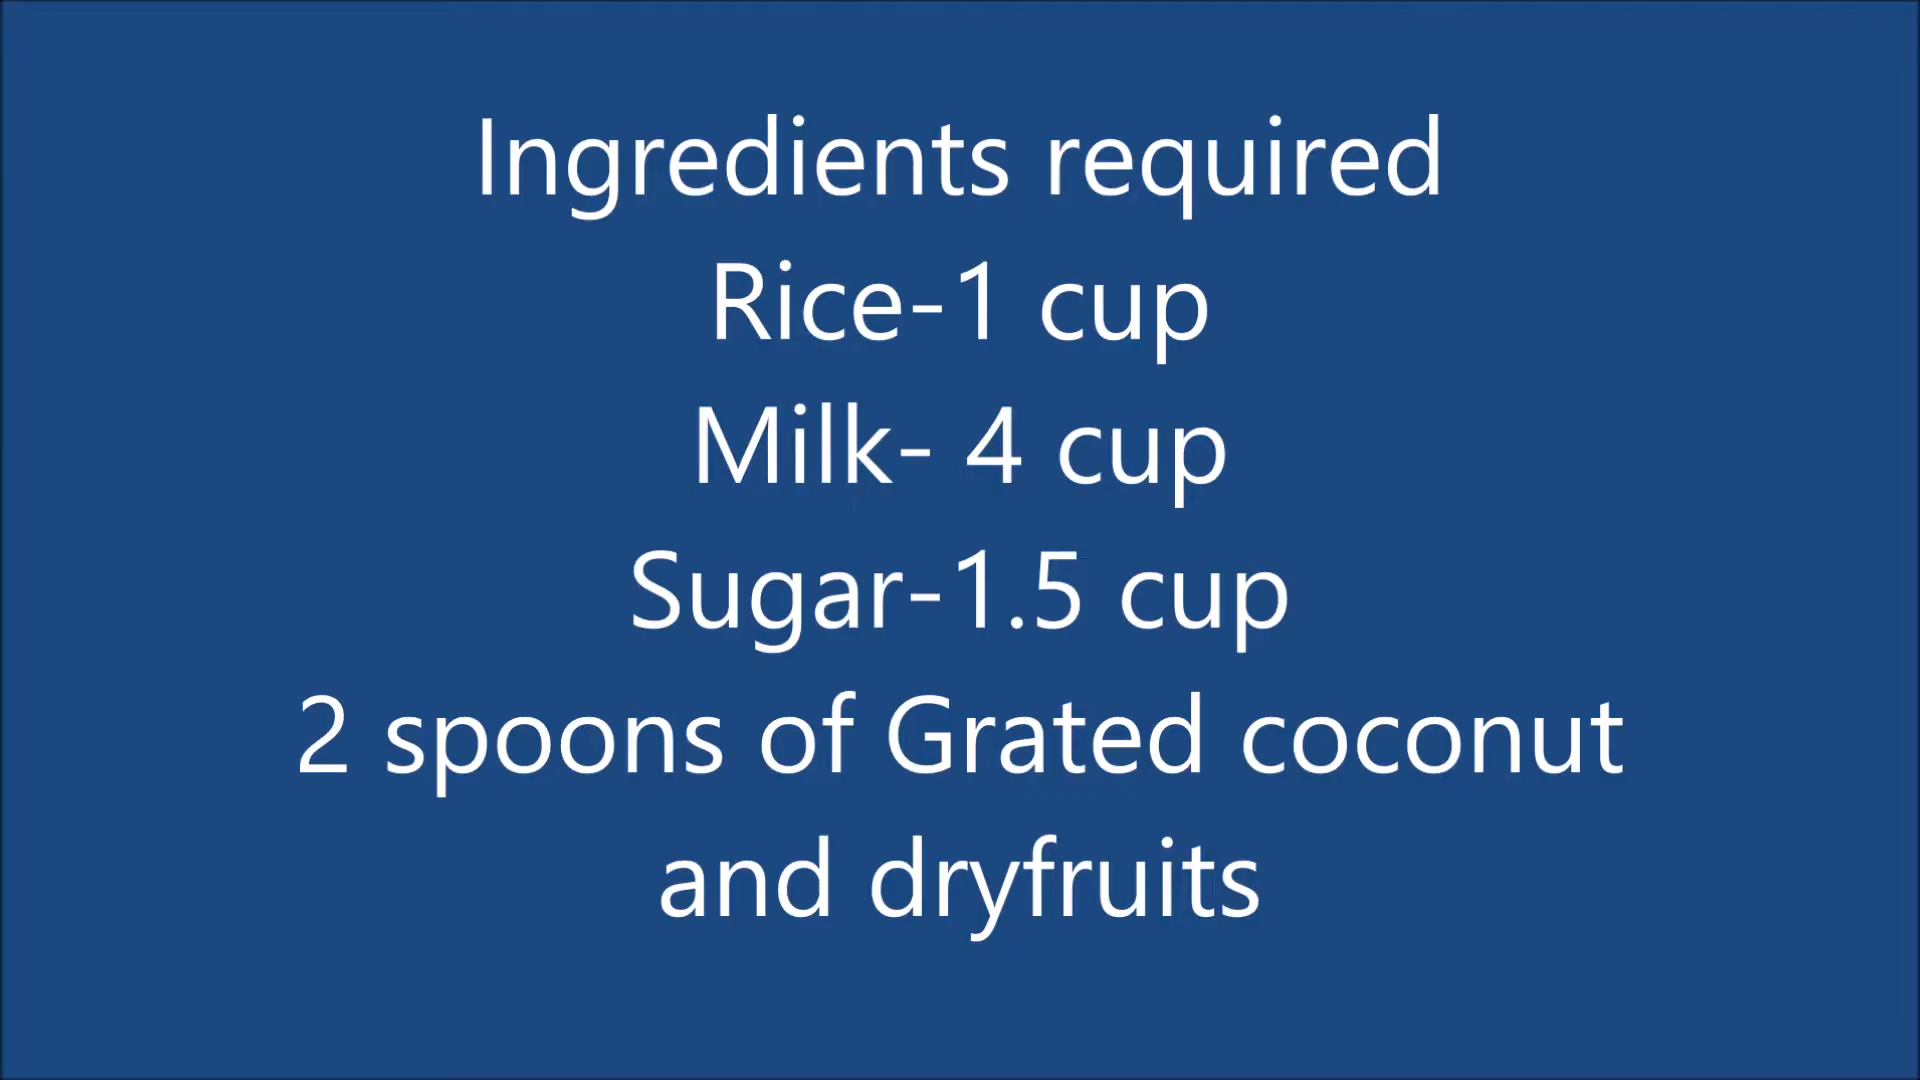 Ingredients required
Rice-1 cup
Milk- 4 cup
Sugar-1.5 cup
2 spoons of Grated coconut
and dryfruits